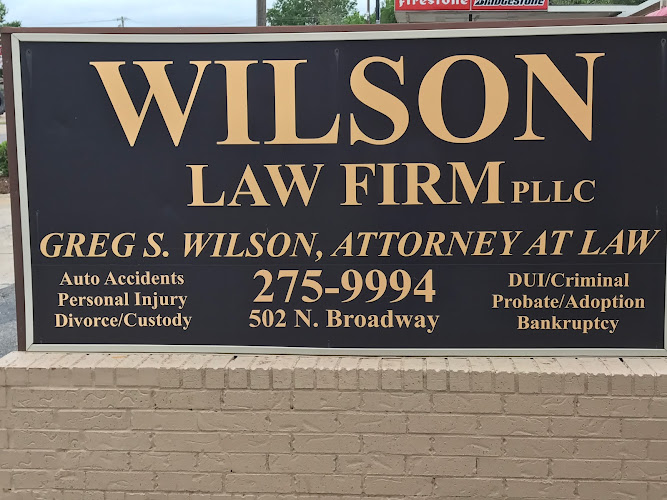 Firestone BRIDGESTONE
WILSON
LAW FIRM PLLC
GREG S. WILSON, ATTORNEY AT LAW
Auto Accidents
Personal Injury
Divorce/Custody
275-9994
502 N. Broadway
DUI/Criminal
Probate/Adoption
Bankruptcy